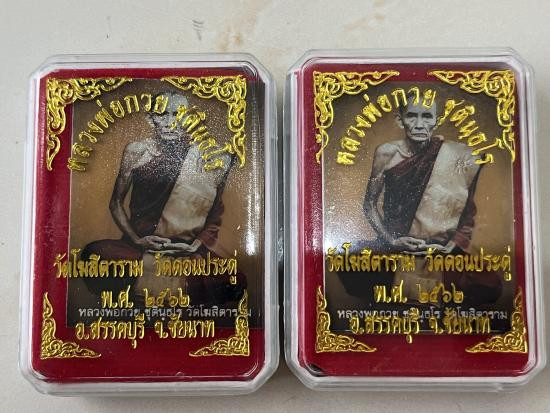 หลวงพ่อกวย ชุตินฺธโร
วัดโฆสิตาราม วัดดอนประดู่
พ.ศ. ๒๕๖๒
หลวงพ่อกวย ชุตินฺธโร วัดโฆสิตาราม
อ.สรรคบุรี จ.ชัยนาท
หลวงพ่อกวย ชุตินฺธโร
วัดโฆสิตาราม วัดดอนประดู่
พ.ศ. ๒๕๖๒
หลวงพ่อกวย ชุตินฺธโร วัดโฆสิตาราม
อ.สรรคบุรี จ.ชัยนาท